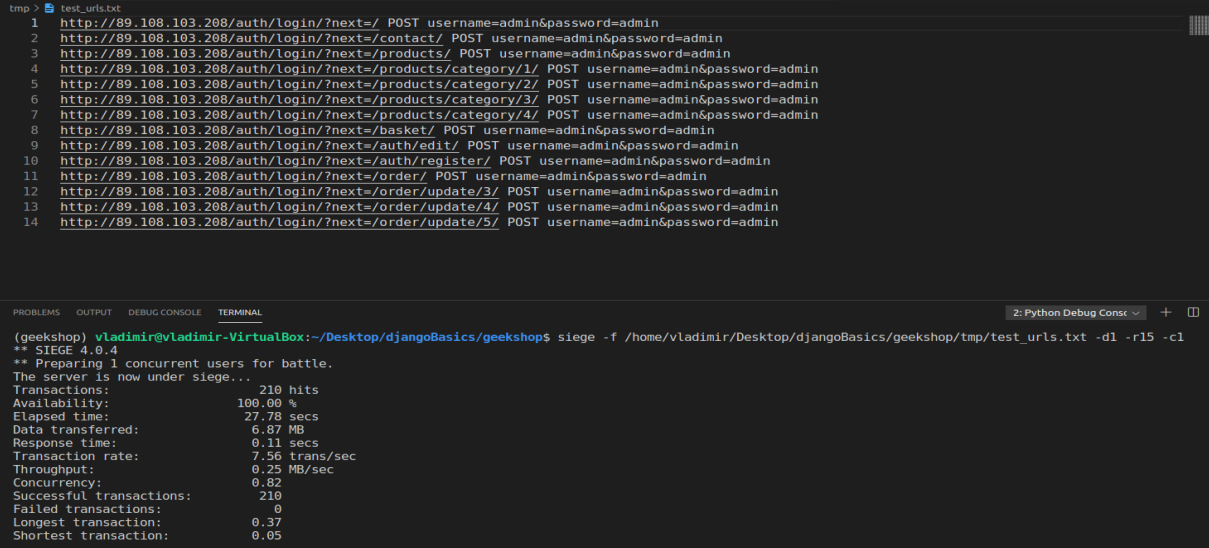 tmp > test_urls.txt
1 http://89.108.103.208/auth/login/?next=/ POST username=admin&password=admin
2 http://89.108.103.208/auth/login/?next=/contact/ POST username=admin&password=admin
3 http://89.108.103.208/auth/login/?next=/products/ POST username=admin&password=admin
4 http://89.108.103.208/auth/login/?next=/products/category/1/ POST username=admin&password=admin
5 http://89.108.103.208/auth/login/?next=/products/category/2/ POST username=admin&password=admin
6 http://89.108.103.208/auth/login/?next=/products/category/3/ POST username=admin&password=admin
7 http://89.108.103.208/auth/login/?next=/products/category/4/ POST username=admin&password=admin
8 http://89.108.103.208/auth/login/?next=/basket/ POST username=admin&password=admin
9 http://89.108.103.208/auth/login/?next=/auth/edit/ POST username=admin&password=admin
10 http://89.108.103.208/auth/login/?next=/auth/register/ POST username=admin&password=admin
11 http://89.108.103.208/auth/login/?next=/order/ POST username=admin&password=admin
12 http://89.108.103.208/auth/login/?next=/order/update/3/ POST username=admin&password=admin
13 http://89.108.103.208/auth/login/?next=/order/update/4/ POST username=admin&password=admin
14 http://89.108.103.208/auth/login/?next=/order/update/5/ POST username=admin&password=admin
PROBLEMS OUTPUT DEBUG CONSOLE TERMINAL 2: Python Debug Consc
(geekshop) vladimir@vladimir-VirtualBox:~/Desktop/djangoBasics/geekshop$ siege -f /home/vladimir/Desktop/djangoBasics/geekshop/tmp/test_urls.txt -d1 -r15 -c1
** SIEGE 4.0.4
** Preparing 1 concurrent users for battle.
The server is now under siege...
Transactions: 210 hits
Availability: 100.00 %
Elapsed time: 27.78 secs
Data transferred: 6.87 MB
Response time: 0.11 secs
Transaction rate: 7.56 trans/sec
Throughput: 0.25 MB/sec
Concurrency: 0.82
Successful transactions: 210
Failed transactions: 0
Longest transaction: 0.37
Shortest transaction: 0.05